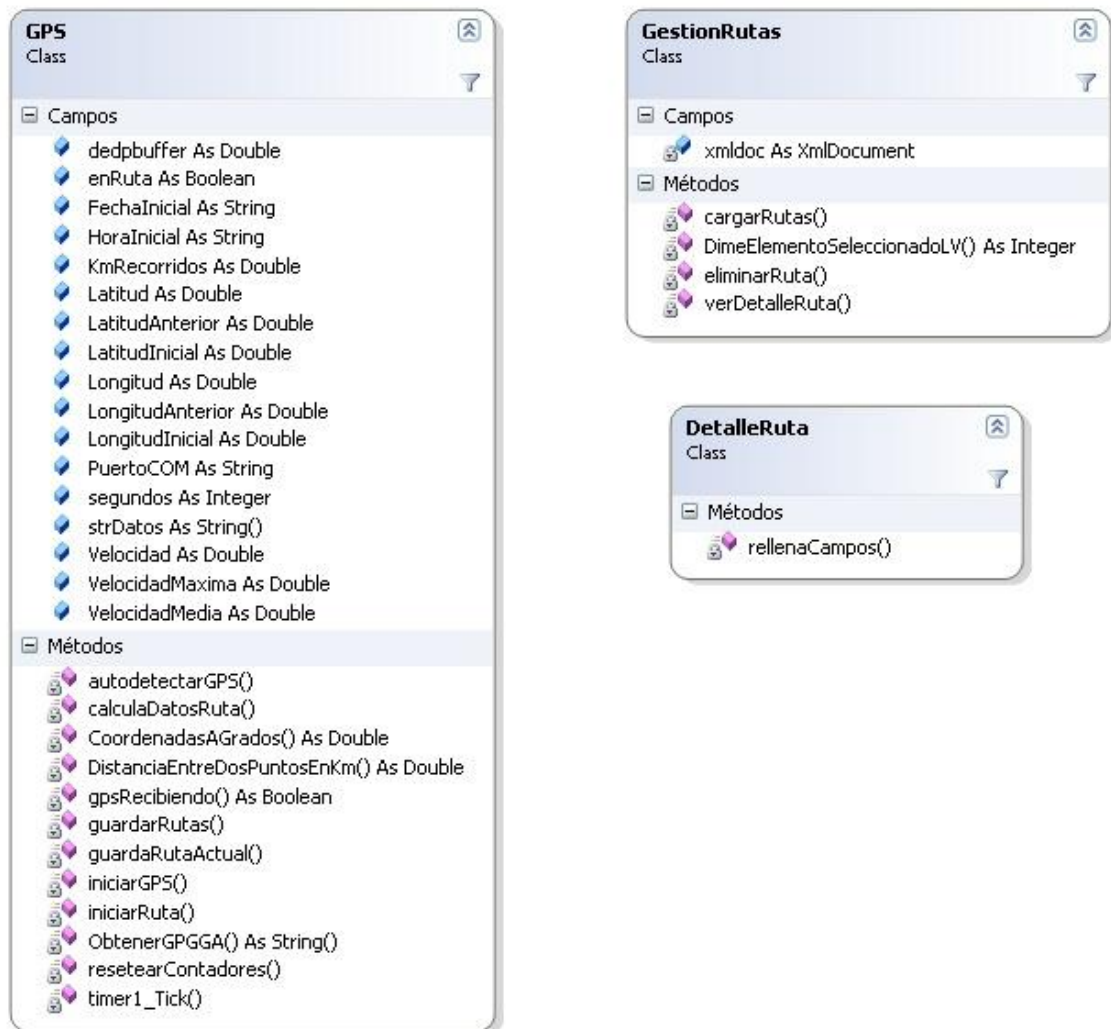 GPS
Class
Campos
dedpbuffer As Double
enRuta As Boolean
FechaInicial As String
HoraInicial As String
KmRecorridos As Double
Latitud As Double
LatitudAnterior As Double
LatitudInicial As Double
Longitud As Double
LongitudAnterior As Double
LongitudInicial As Double
PuertoCOM As String
segundos As Integer
strDatos As String()
Velocidad As Double
VelocidadMaxima As Double
VelocidadMedia As Double
Métodos
autodetectarGPS()
calculaDatosRuta()
CoordenadasAGrados() As Double
DistanciaEntreDosPuntosEnKm() As Double
gpsRecibiendo() As Boolean
guardarRutas()
guardaRutaActual()
iniciarGPS()
iniciarRuta()
ObtenerGPGGA() As String()
resetearContadores()
timer1_Tick()
GestionRutas
Class
Campos
xmldoc As XmlDocument
Métodos
cargarRutas()
DimeElementoSeleccionadoLV() As Integer
eliminarRuta()
verDetalleRuta()
DetalleRuta
Class
Métodos
rellenaCampos()